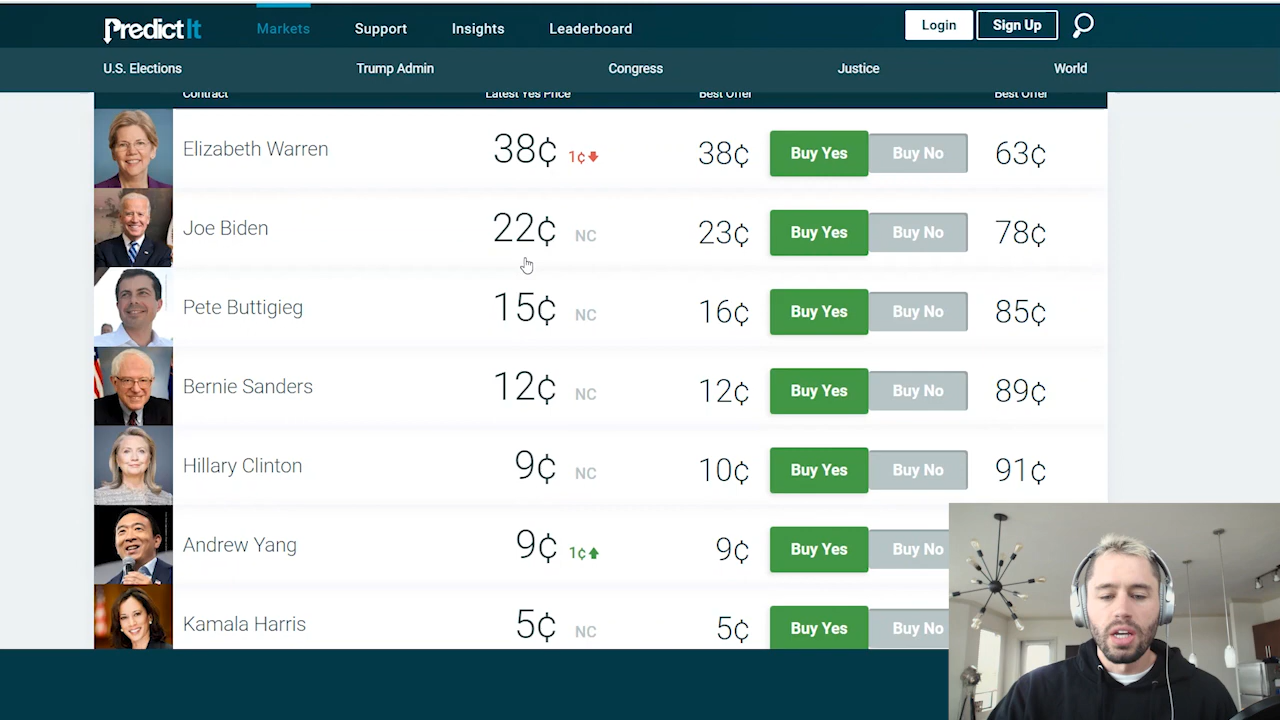 PredictIt Markets Support Insights Leaderboard Login Sign Up
U.S. Elections Trump Admin Congress Justice World
Contract Latest Yes Price Best Offer Best Offer
Elizabeth Warren 38¢ 1¢ 38¢ Buy Yes Buy No 63¢
Joe Biden 22¢ NC 23¢ Buy Yes Buy No 78¢
Pete Buttigieg 15¢ NC 16¢ Buy Yes Buy No 85¢
Bernie Sanders 12¢ NC 12¢ Buy Yes Buy No 89¢
Hillary Clinton 9¢ NC 10¢ Buy Yes Buy No 91¢
Andrew Yang 9¢ 1¢ 9¢ Buy Yes Buy No
Kamala Harris 5¢ NC 5¢ Buy Yes Buy No